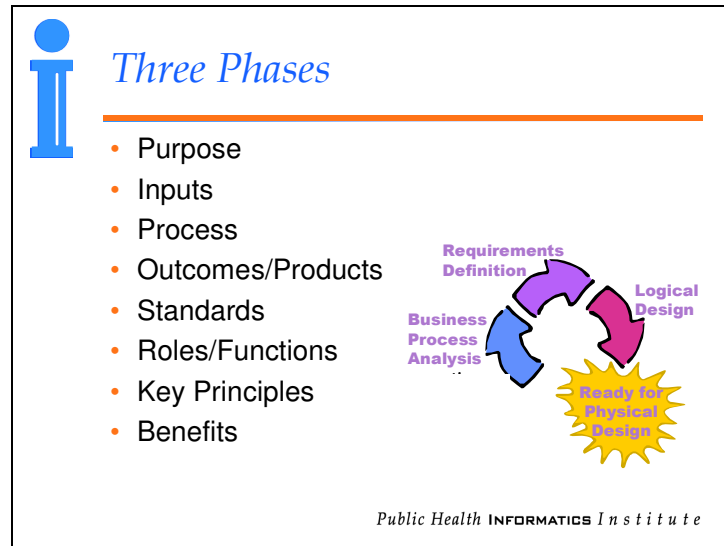 Three Phases
• Purpose
• Inputs
• Process
• Outcomes/Products
• Standards
• Roles/Functions
• Key Principles
• Benefits
Requirements
Definition
Logical
Design
Business
Process
Analysis
Ready for
Physical
Design
Public Health INFORMATICS Institute